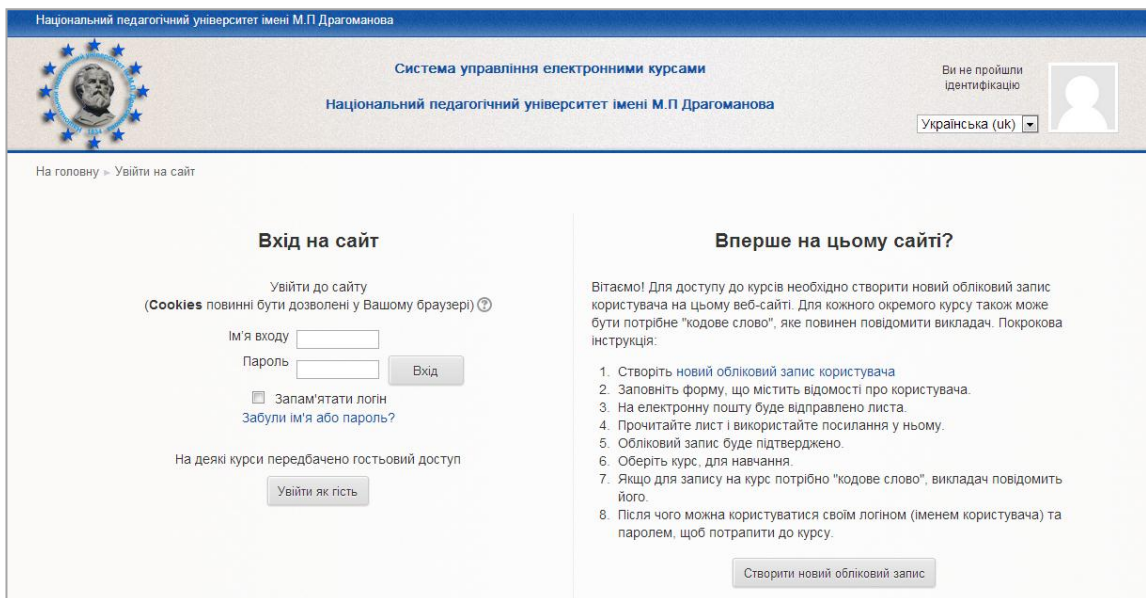 Національний педагогічний університет імені М.П Драгоманова
Система управління електронними курсами
Національний педагогічний університет імені М.П Драгоманова
Ви не пройшли
ідентифікацію
Українська (uk)
На головну ► Увійти на сайт
Вхід на сайт
Увійти до сайту
(Cookies повинні бути дозволені у Вашому браузері) ?
Ім'я входу
Пароль
Вхід
Запам'ятати логін
Забули ім'я або пароль?
На деякі курси передбачено гостьовий доступ
Увійти як гість
Вперше на цьому сайті?
Вітаємо! Для доступу до курсів необхідно створити новий обліковий запис
користувача на цьому веб-сайті. Для кожного окремого курсу також може
бути потрібне "кодове слово", яке повинен повідомити викладач. Покрокова
інструкція:
1. Створіть новий обліковий запис користувача
2. Заповніть форму, що містить відомості про користувача.
3. На електронну пошту буде відправлено листа.
4. Прочитайте лист і використайте посилання у ньому.
5. Обліковий запис буде підтверджено.
6. Оберіть курс, для навчання.
7. Якщо для запису на курс потрібно "кодове слово", викладач повідомить
його.
8. Після чого можна користуватися своїм логіном (іменем користувача) та
паролем, щоб потрапити до курсу.
Створити новий обліковий запис